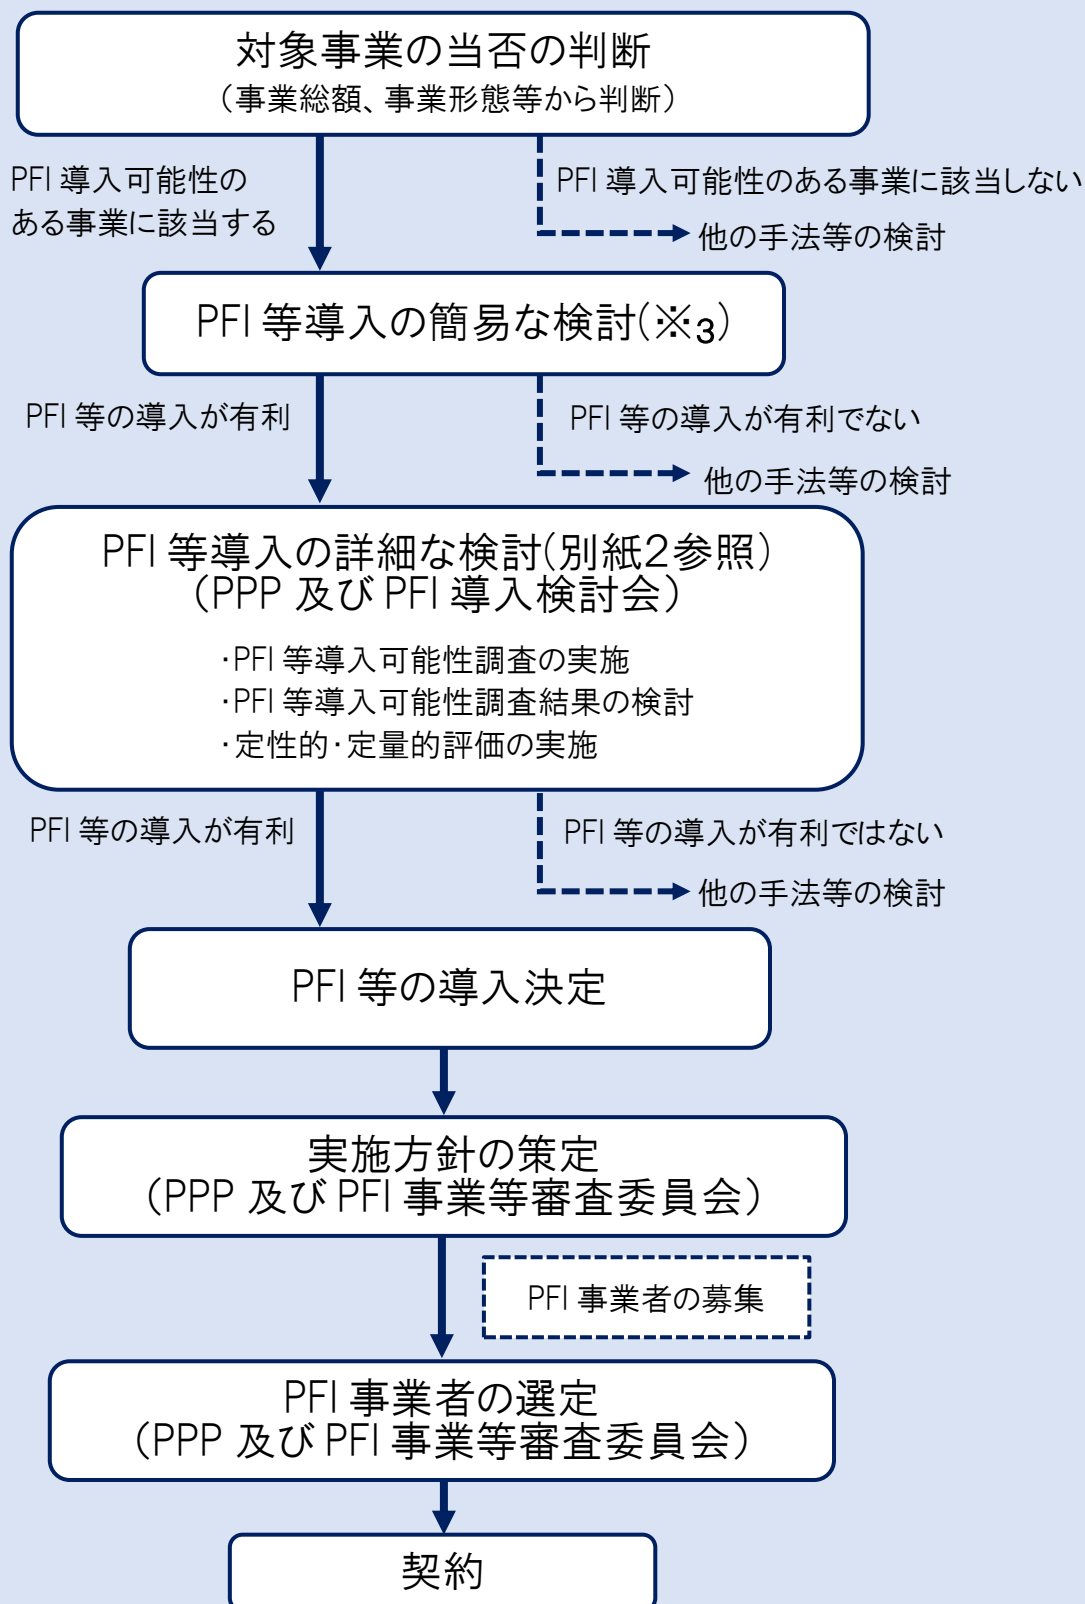 対象事業の当否の判断
（事業総額、事業形態等から判断）
PFI 導入可能性の
ある事業に該当する
PFI 導入可能性のある事業に該当しない
他の手法等の検討
PFI 等導入の簡易な検討(※3)
PFI 等の導入が有利
PFI 等の導入が有利でない
他の手法等の検討
PFI 等導入の詳細な検討(別紙2参照)
（PPP 及び PFI 導入検討会）
・PFI 等導入可能性調査の実施
・PFI 等導入可能性調査結果の検討
・定性的・定量的評価の実施
PFI 等の導入が有利
PFI 等の導入が有利ではない
他の手法等の検討
PFI 等の導入決定
実施方針の策定
（PPP 及び PFI 事業等審査委員会）
PFI 事業者の募集
PFI 事業者の選定
（PPP 及び PFI 事業等審査委員会）
契約